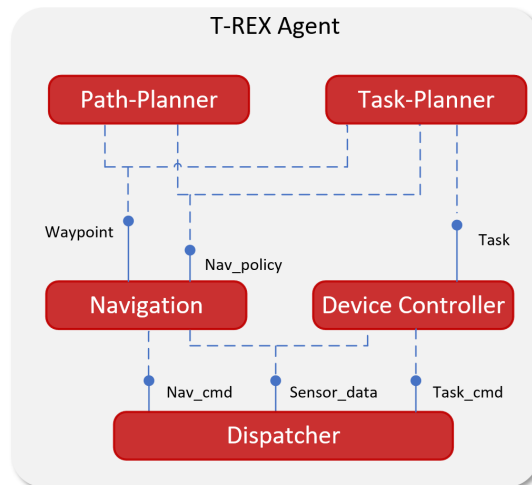 T-REX Agent
Path-Planner
Task-Planner
Waypoint
Nav_policy
Task
Navigation
Device Controller
Nav_cmd
Sensor_data
Task_cmd
Dispatcher